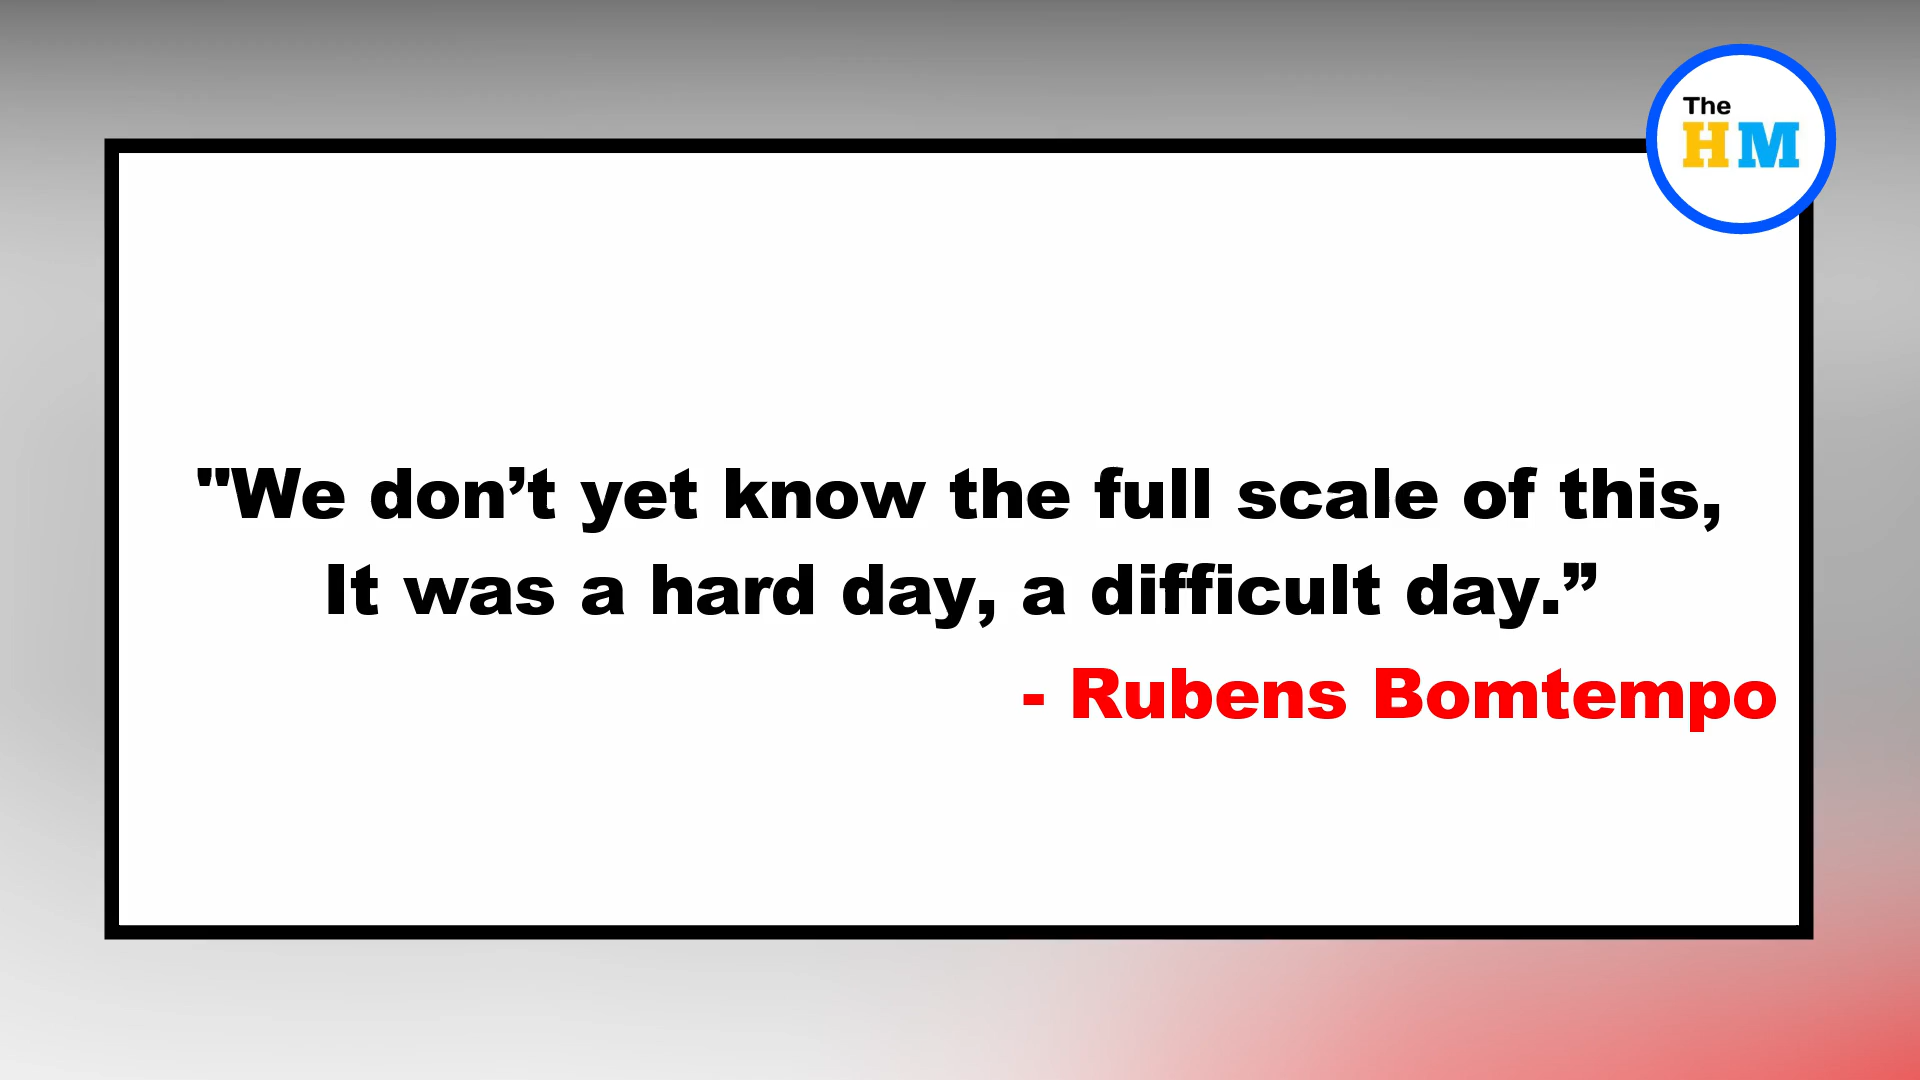 The
HM
"We don’t yet know the full scale of this,
It was a hard day, a difficult day.”
- Rubens Bomtempo